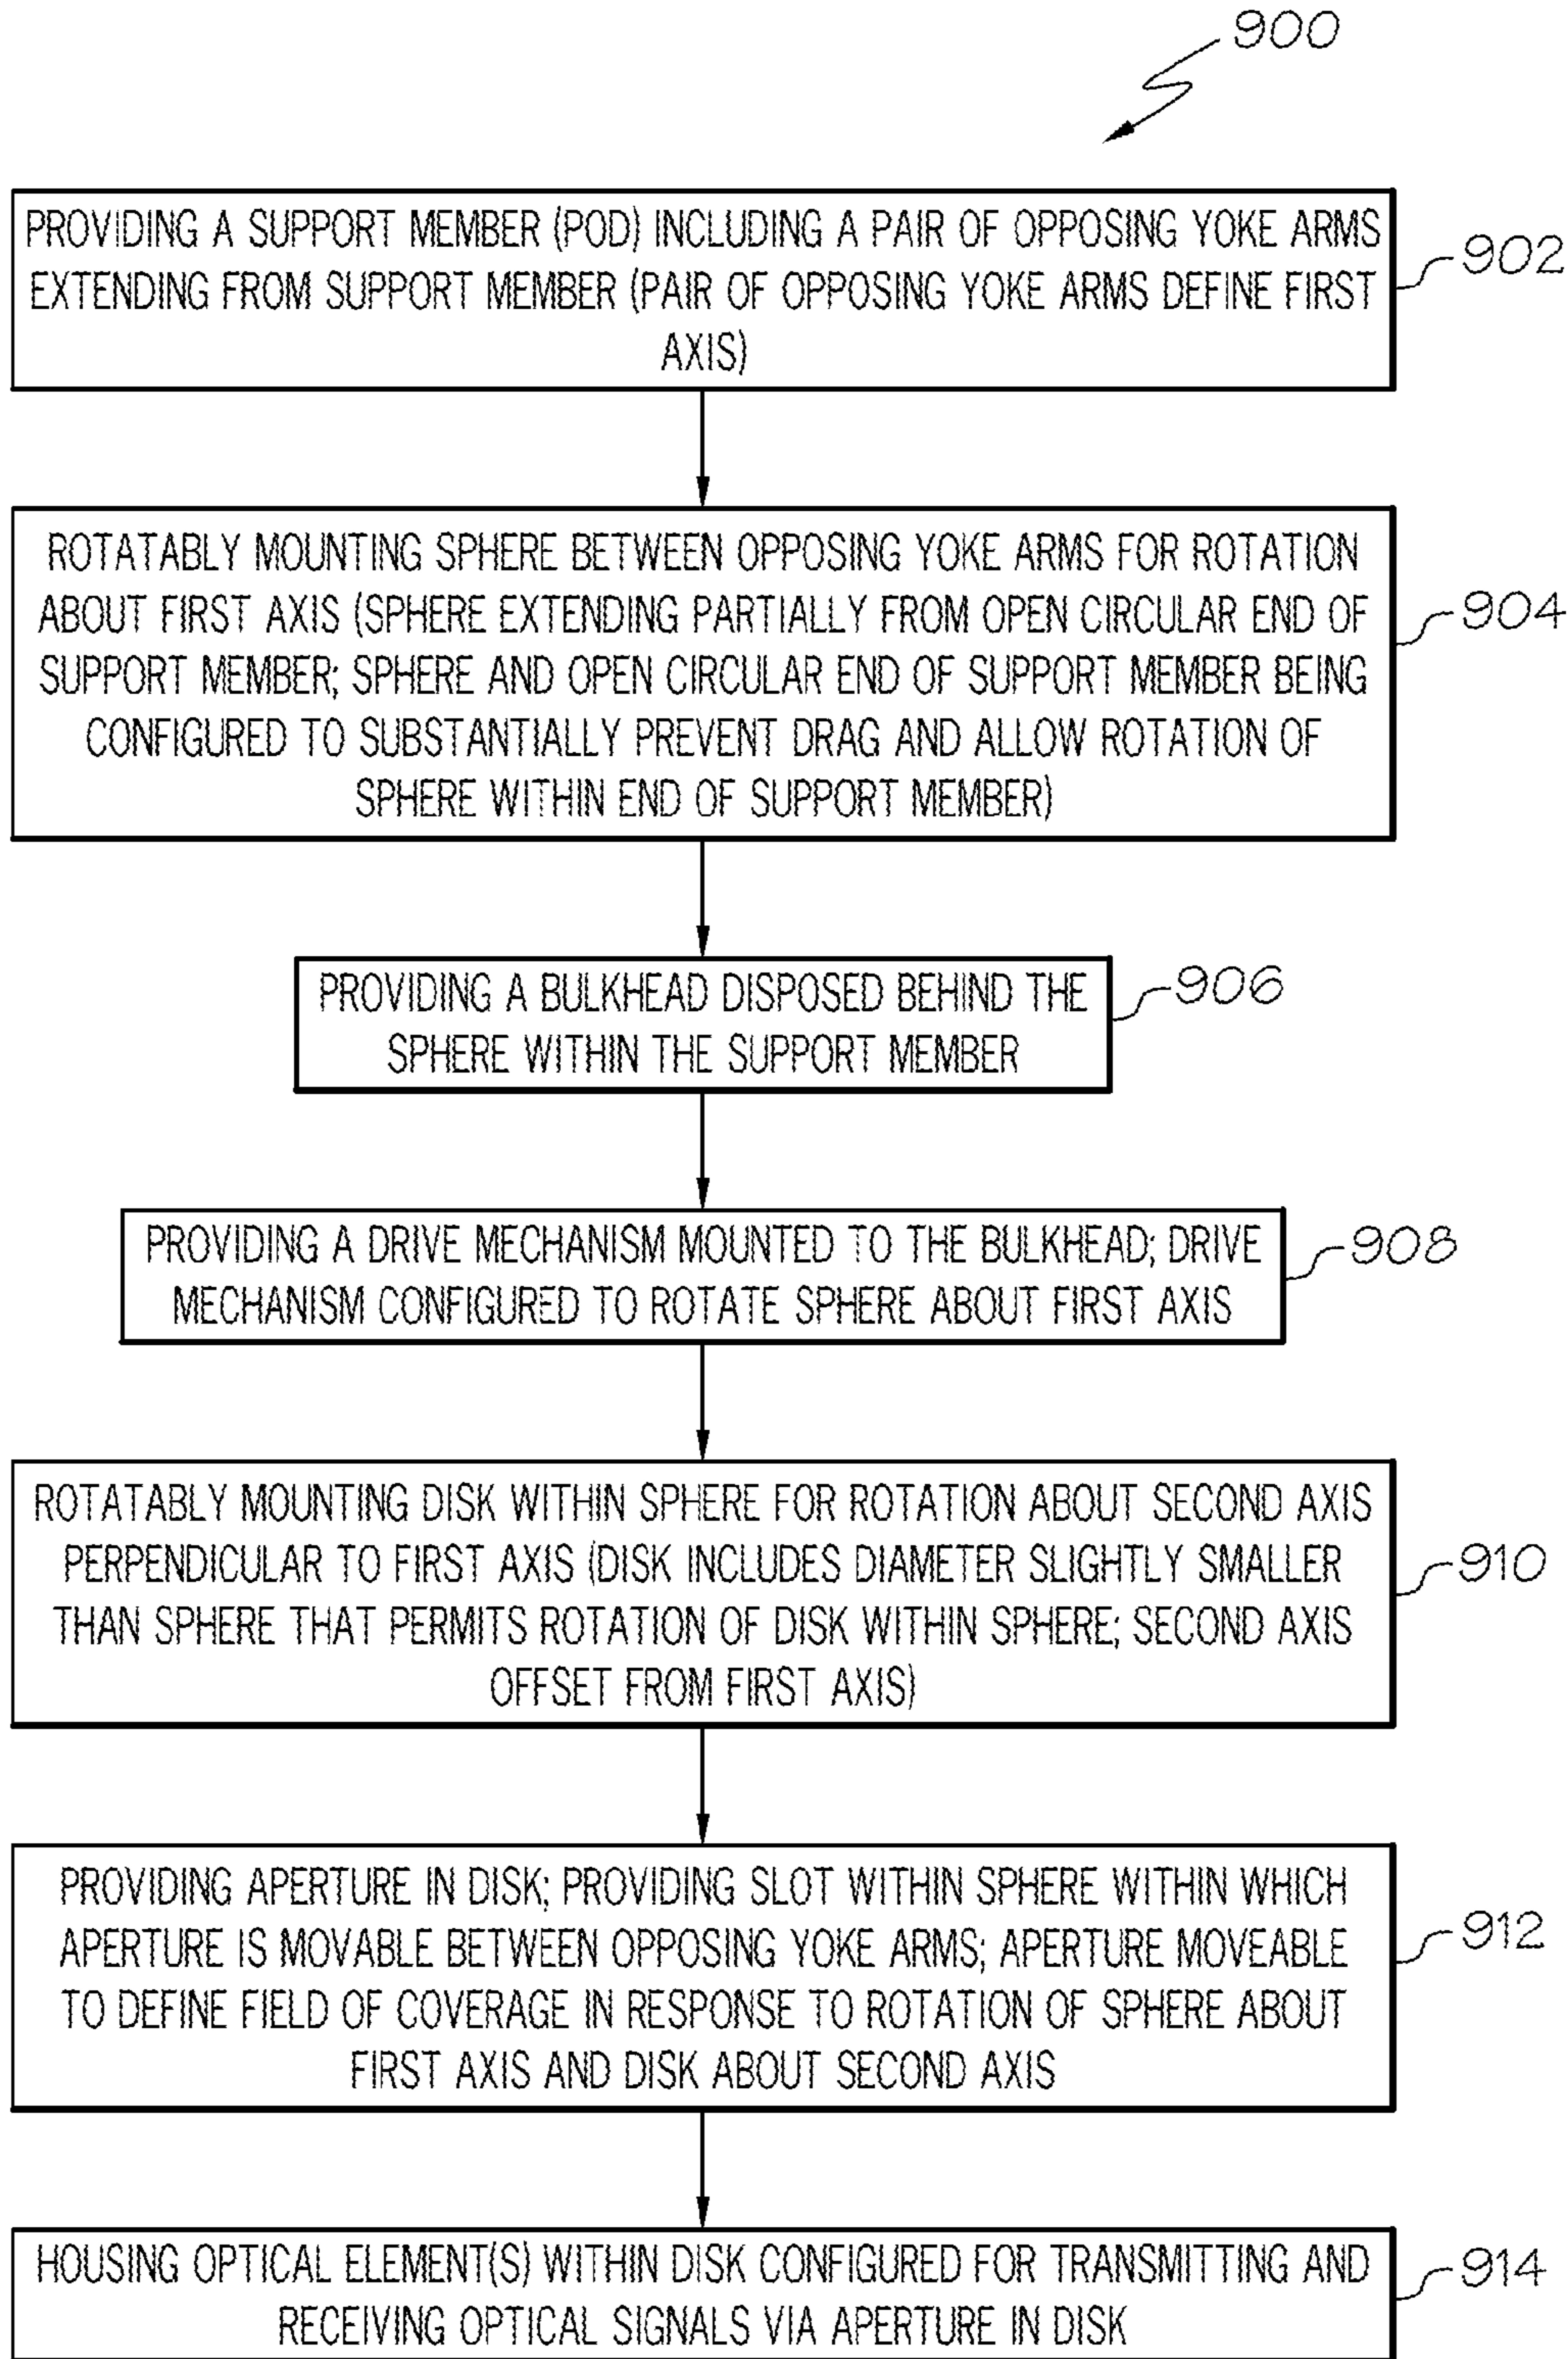 900
PROVIDING A SUPPORT MEMBER (POD) INCLUDING A PAIR OF OPPOSING YOKE ARMS
EXTENDING FROM SUPPORT MEMBER (PAIR OF OPPOSING YOKE ARMS DEFINE FIRST
AXIS)
902
ROTATABLY MOUNTING SPHERE BETWEEN OPPOSING YOKE ARMS FOR ROTATION
ABOUT FIRST AXIS (SPHERE EXTENDING PARTIALLY FROM OPEN CIRCULAR END OF
SUPPORT MEMBER; SPHERE AND OPEN CIRCULAR END OF SUPPORT MEMBER BEING
CONFIGURED TO SUBSTANTIALLY PREVENT DRAG AND ALLOW ROTATION OF
SPHERE WITHIN END OF SUPPORT MEMBER)
904
PROVIDING A BULKHEAD DISPOSED BEHIND THE
SPHERE WITHIN THE SUPPORT MEMBER
906
PROVIDING A DRIVE MECHANISM MOUNTED TO THE BULKHEAD; DRIVE
MECHANISM CONFIGURED TO ROTATE SPHERE ABOUT FIRST AXIS
908
ROTATABLY MOUNTING DISK WITHIN SPHERE FOR ROTATION ABOUT SECOND AXIS
PERPENDICULAR TO FIRST AXIS (DISK INCLUDES DIAMETER SLIGHTLY SMALLER
THAN SPHERE THAT PERMITS ROTATION OF DISK WITHIN SPHERE; SECOND AXIS
OFFSET FROM FIRST AXIS)
910
PROVIDING APERTURE IN DISK; PROVIDING SLOT WITHIN SPHERE WITHIN WHICH
APERTURE IS MOVABLE BETWEEN OPPOSING YOKE ARMS; APERTURE MOVEABLE
TO DEFINE FIELD OF COVERAGE IN RESPONSE TO ROTATION OF SPHERE ABOUT
FIRST AXIS AND DISK ABOUT SECOND AXIS
912
HOUSING OPTICAL ELEMENT(S) WITHIN DISK CONFIGURED FOR TRANSMITTING AND
RECEIVING OPTICAL SIGNALS VIA APERTURE IN DISK
914